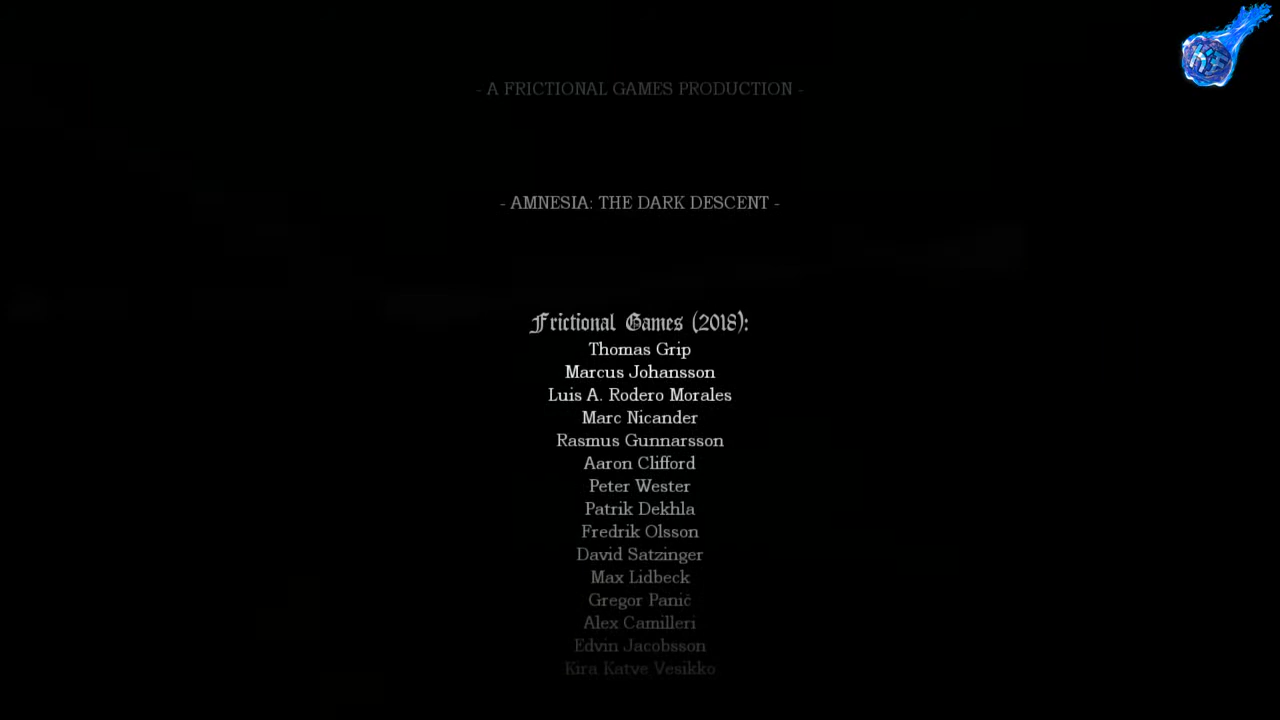 - A FRICTIONAL GAMES PRODUCTION -
- AMNESIA: THE DARK DESCENT -
Frictional Games (2018):
Thomas Grip
Marcus Johansson
Luis A. Rodero Morales
Marc Nicander
Rasmus Gunnarsson
Aaron Clifford
Peter Wester
Patrik Dekhla
Fredrik Olsson
David Satzinger
Max Lidbeck
Gregor Panič
Alex Camilleri
Edvin Jacobsson
Kira Katve Vesikko